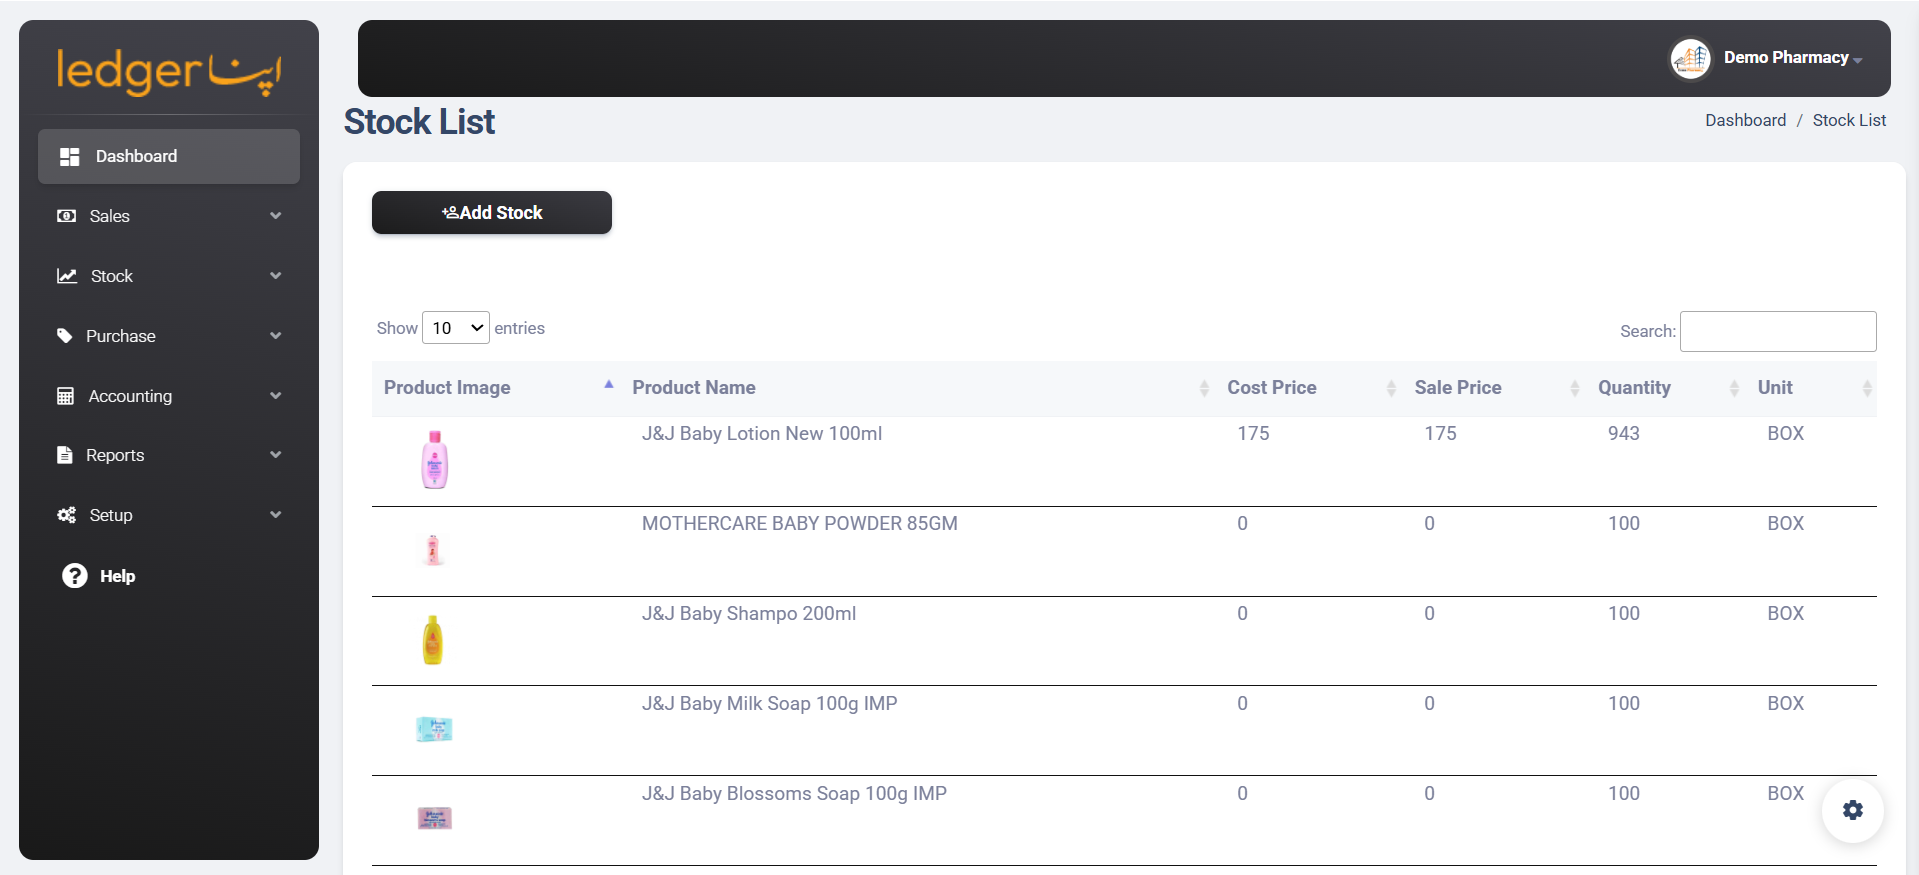 ledger اپنا
Demo Pharmacy
Stock List
Dashboard / Stock List
Dashboard
Sales
Stock
Purchase
Accounting
Reports
Setup
Help
Add Stock
Show 10 entries
Search:
Product Image Product Name Cost Price Sale Price Quantity Unit
J&J Baby Lotion New 100ml 175 175 943 BOX
MOTHERCARE BABY POWDER 85GM 0 0 100 BOX
J&J Baby Shampo 200ml 0 0 100 BOX
J&J Baby Milk Soap 100g IMP 0 0 100 BOX
J&J Baby Blossoms Soap 100g IMP 0 0 100 BOX